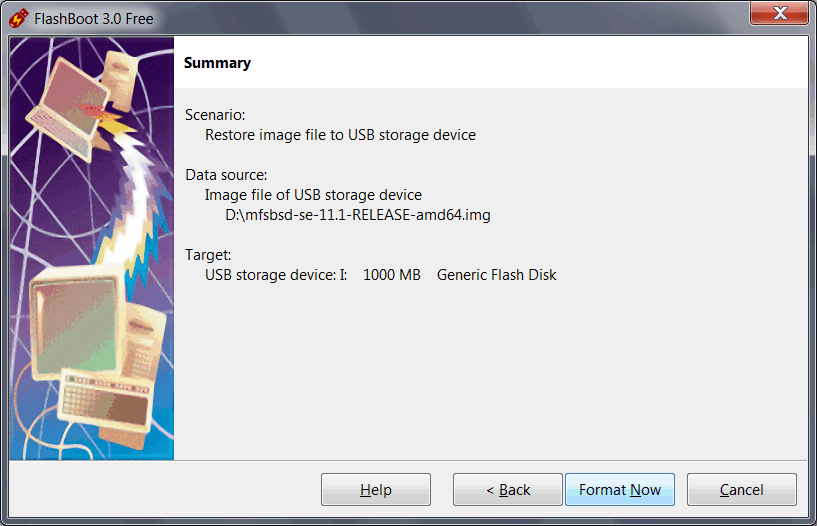 FlashBoot 3.0 Free
Summary
Scenario:
Restore image file to USB storage device
Data source:
Image file of USB storage device
D:\mfsbsd-se-11.1-RELEASE-amd64.img
Target:
USB storage device: I: 1000 MB Generic Flash Disk
Help
< Back
Format Now
Cancel